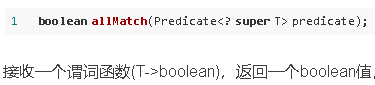 1 boolean allMatch(Predicate<? super T> predicate);
接收一个谓词函数(T->boolean)，返回一个boolean值，